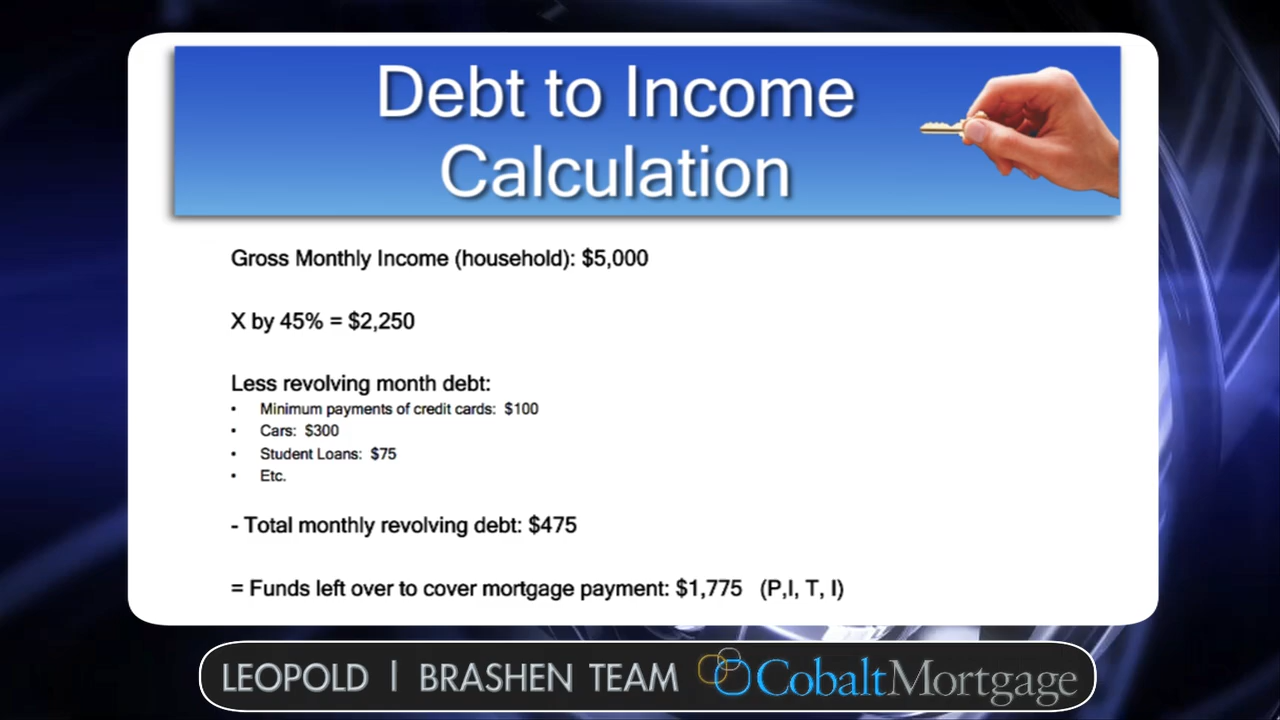 Debt to Income
Calculation
Gross Monthly Income (household): $5,000
X by 45% = $2,250
Less revolving month debt:
• Minimum payments of credit cards: $100
• Cars: $300
• Student Loans: $75
• Etc.
- Total monthly revolving debt: $475
= Funds left over to cover mortgage payment: $1,775 (P,I, T, I)
LEOPOLD | BRASHEN TEAM CobaltMortgage